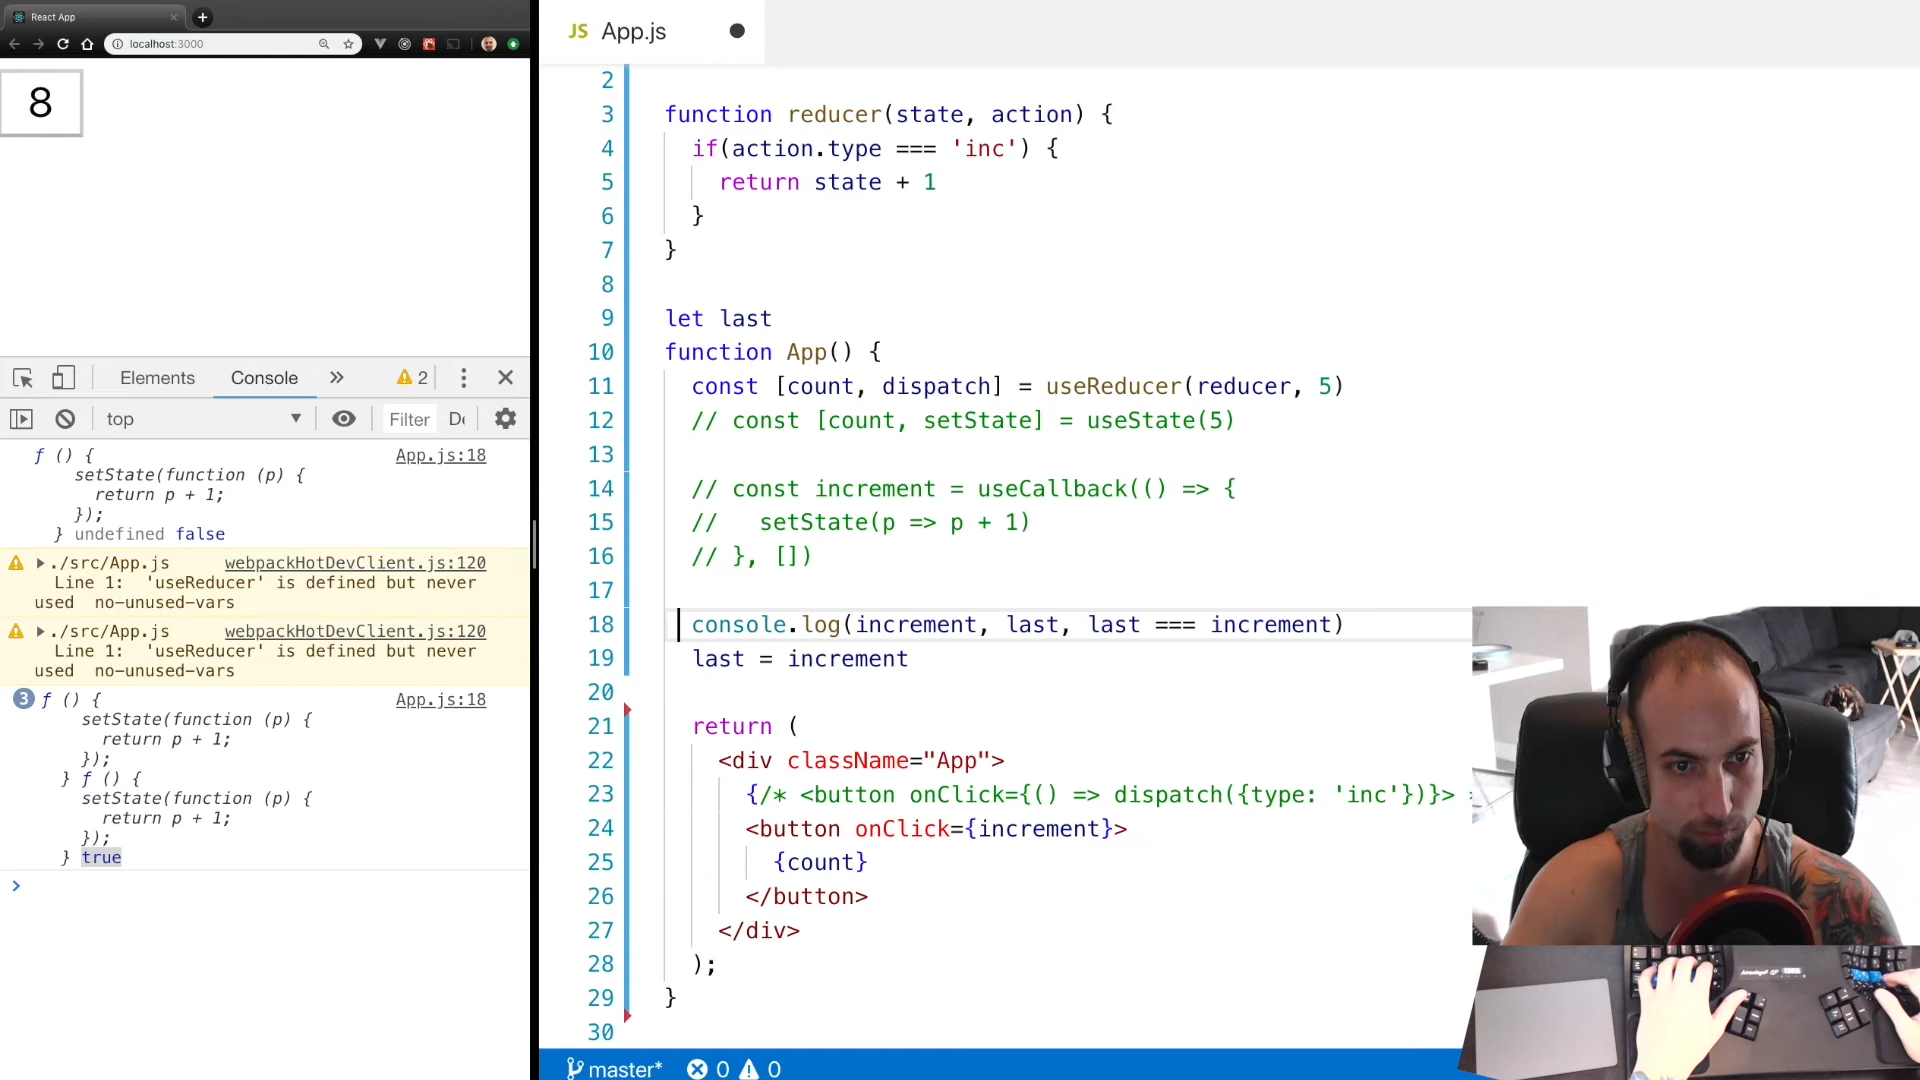 React App
localhost:3000
8
Elements
Console
2
top
Filter
ƒ () {
App.js:18
setState(function (p) {
return p + 1;
});
} undefined false
./src/App.js
webpackHotDevClient.js:120
Line 1: 'useReducer' is defined but never
used no-unused-vars
./src/App.js
webpackHotDevClient.js:120
Line 1: 'useReducer' is defined but never
used no-unused-vars
3 ƒ () {
App.js:18
setState(function (p) {
return p + 1;
});
} ƒ () {
setState(function (p) {
return p + 1;
});
} true
>
JS App.js
2
3 function reducer(state, action) {
4 if(action.type === 'inc') {
5 return state + 1
6 }
7 }
8
9 let last
10 function App() {
11 const [count, dispatch] = useReducer(reducer, 5)
12 // const [count, setState] = useState(5)
13
14 // const increment = useCallback(() => {
15 // setState(p => p + 1)
16 // }, [])
17
18 console.log(increment, last, last === increment)
19 last = increment
20
21 return (
22 <div className="App">
23 {/* <button onClick={() => dispatch({type: 'inc'})}>
24 <button onClick={increment}>
25 {count}
26 </button>
27 </div>
28 );
29 }
30
master* 0 0